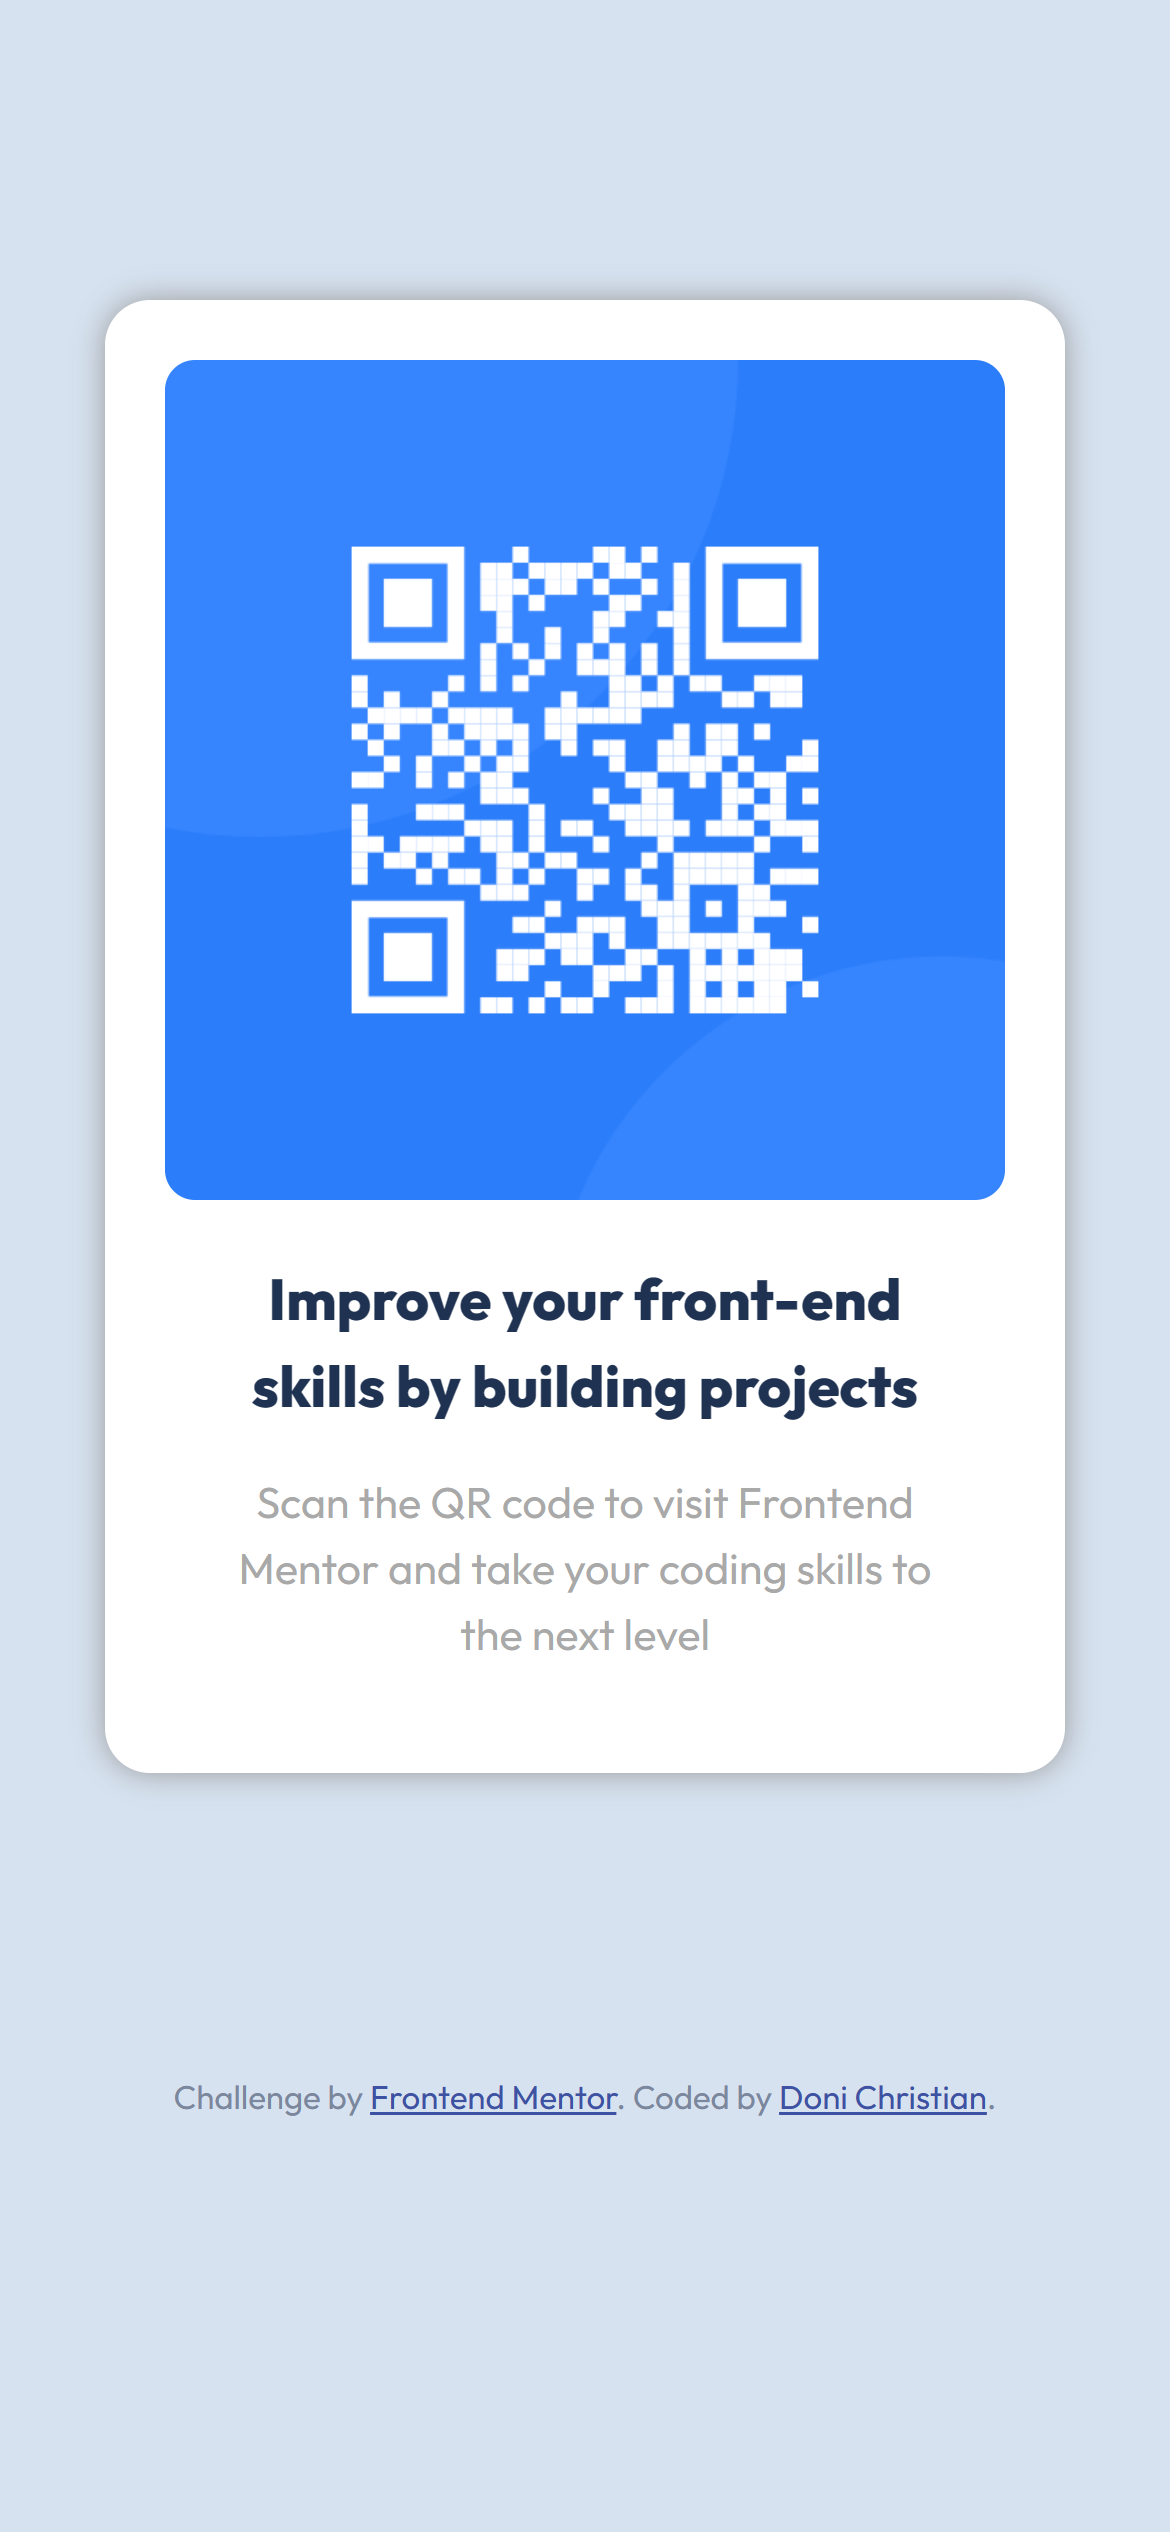 Improve your front-end
skills by building projects
Scan the QR code to visit Frontend
Mentor and take your coding skills to
the next level
Challenge by Frontend Mentor. Coded by Doni Christian.